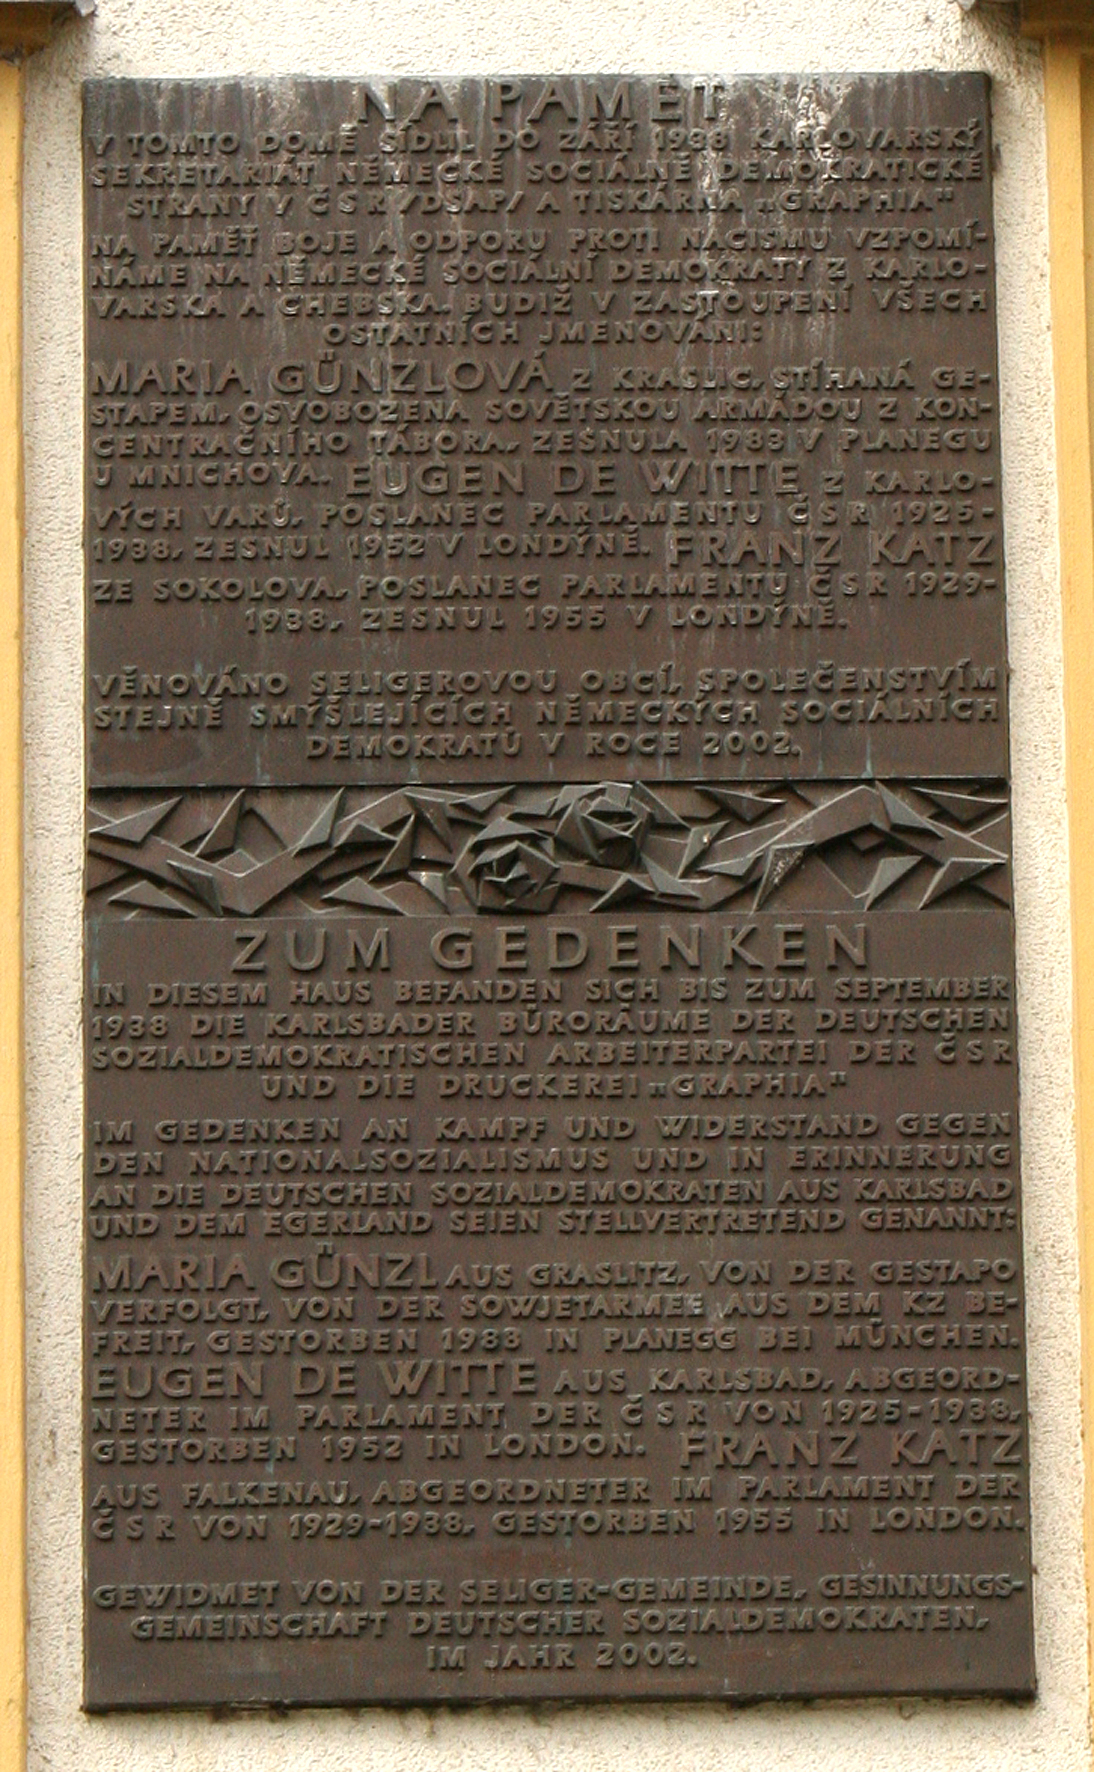 NA PAMĚŤ
V TOMTO DOMĚ SÍDLIL DO ZÁŘÍ 1938 KARLOVARSKÝ
SEKRETARIÁT NĚMECKÉ SOCIÁLNĚ DEMOKRATICKÉ
STRANY V ČSR/DSAP/ A TISKÁRNA „GRAPHIA"
NA PAMĚŤ BOJE A ODPORU PROTI NACISMU VZPOMÍ-
NÁME NA NĚMECKÉ SOCIÁLNÍ DEMOKRATY Z KARLO-
VARSKA A CHEBSKA. BUDIŽ V ZASTOUPENÍ VŠECH
OSTATNÍCH JMENOVÁNI:
MARIA GÜNZLOVÁ Z KRASLIC, STÍHANÁ GE-
STAPEM, OSVOBOZENA SOVĚTSKOU ARMÁDOU Z KON-
CENTRAČNÍHO TÁBORA, ZESNULA 1983 V PLANEGU
U MNICHOVA. EUGEN DE WITTE Z KARLO-
VÝCH VARŮ, POSLANEC PARLAMENTU ČSR 1925-
1938, ZESNUL 1952 V LONDÝNĚ. FRANZ KATZ
ZE SOKOLOVA, POSLANEC PARLAMENTU ČSR 1929-
1938, ZESNUL 1955 V LONDÝNĚ.
VĚNOVÁNO SELIGEROVOU OBCÍ, SPOLEČENSTVÍM
STEJNĚ SMÝŠLEJÍCÍCH NĚMECKÝCH SOCIÁLNÍCH
DEMOKRATŮ V ROCE 2002.
ZUM GEDENKEN
IN DIESEM HAUS BEFANDEN SICH BIS ZUM SEPTEMBER
1938 DIE KARLSBADER BÜRORÄUME DER DEUTSCHEN
SOZIALDEMOKRATISCHEN ARBEITERPARTEI DER ČSR
UND DIE DRUCKEREI „GRAPHIA"
IM GEDENKEN AN KAMPF UND WIDERSTAND GEGEN
DEN NATIONALSOZIALISMUS UND IN ERINNERUNG
AN DIE DEUTSCHEN SOZIALDEMOKRATEN AUS KARLSBAD
UND DEM EGERLAND SEIEN STELLVERTRETEND GENANNT:
MARIA GÜNZL AUS GRASLITZ, VON DER GESTAPO
VERFOLGT, VON DER SOWJETARMEE AUS DEM KZ BE-
FREIT, GESTORBEN 1983 IN PLANEGG BEI MÜNCHEN.
EUGEN DE WITTE AUS KARLSBAD, ABGEORD-
NETER IM PARLAMENT DER ČSR VON 1925-1938,
GESTORBEN 1952 IN LONDON. FRANZ KATZ
AUS FALKENAU, ABGEORDNETER IM PARLAMENT DER
ČSR VON 1929-1938, GESTORBEN 1955 IN LONDON.
GEWIDMET VON DER SELIGER-GEMEINDE, GESINNUNGS-
GEMEINSCHAFT DEUTSCHER SOZIALDEMOKRATEN,
IM JAHR 2002.